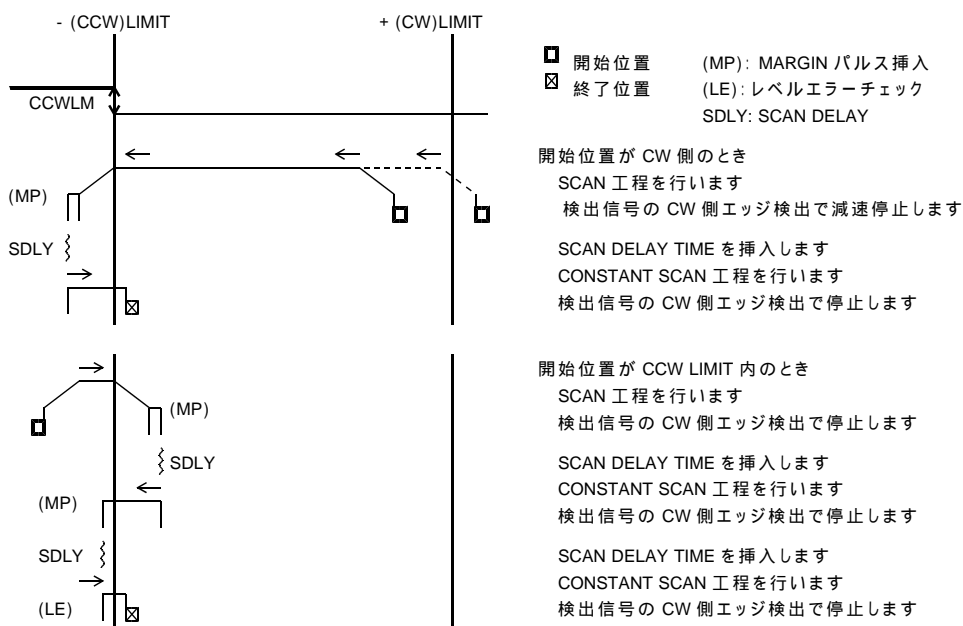 - (CCW)LIMIT
+ (CW)LIMIT
開始位置
(MP): MARGIN パルス挿入
終了位置
(LE):レベルエラーチェック
SDLY: SCAN DELAY
CCWLM
開始位置が CW 側のとき
SCAN 工程を行います
検出信号の CW 側エッジ検出で減速停止します
(MP)
SDLY
SCAN DELAY TIME を挿入します
CONSTANT SCAN 工程を行います
検出信号の CW 側エッジ検出で停止します
開始位置が CCW LIMIT 内のとき
SCAN 工程を行います
検出信号の CW 側エッジ検出で停止します
(MP)
SDLY
SCAN DELAY TIME を挿入します
CONSTANT SCAN 工程を行います
検出信号の CW 側エッジ検出で停止します
(MP)
SDLY
SCAN DELAY TIME を挿入します
CONSTANT SCAN 工程を行います
検出信号の CW 側エッジ検出で停止します
(LE)